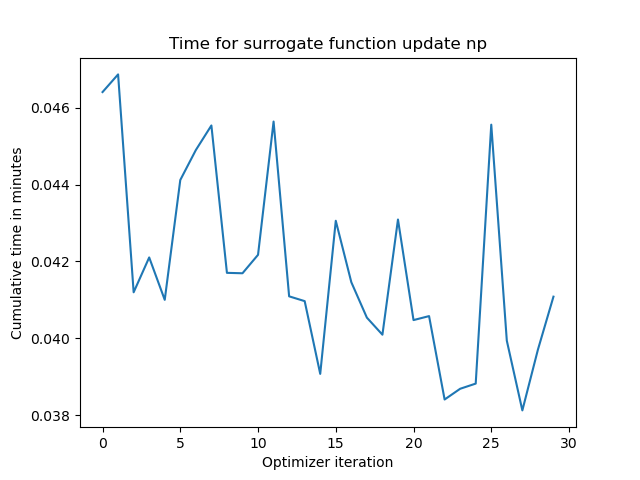 Time for surrogate function update np
Cumulative time in minutes
0.046
0.044
0.042
0.040
0.038
0 5 10 15 20 25 30
Optimizer iteration